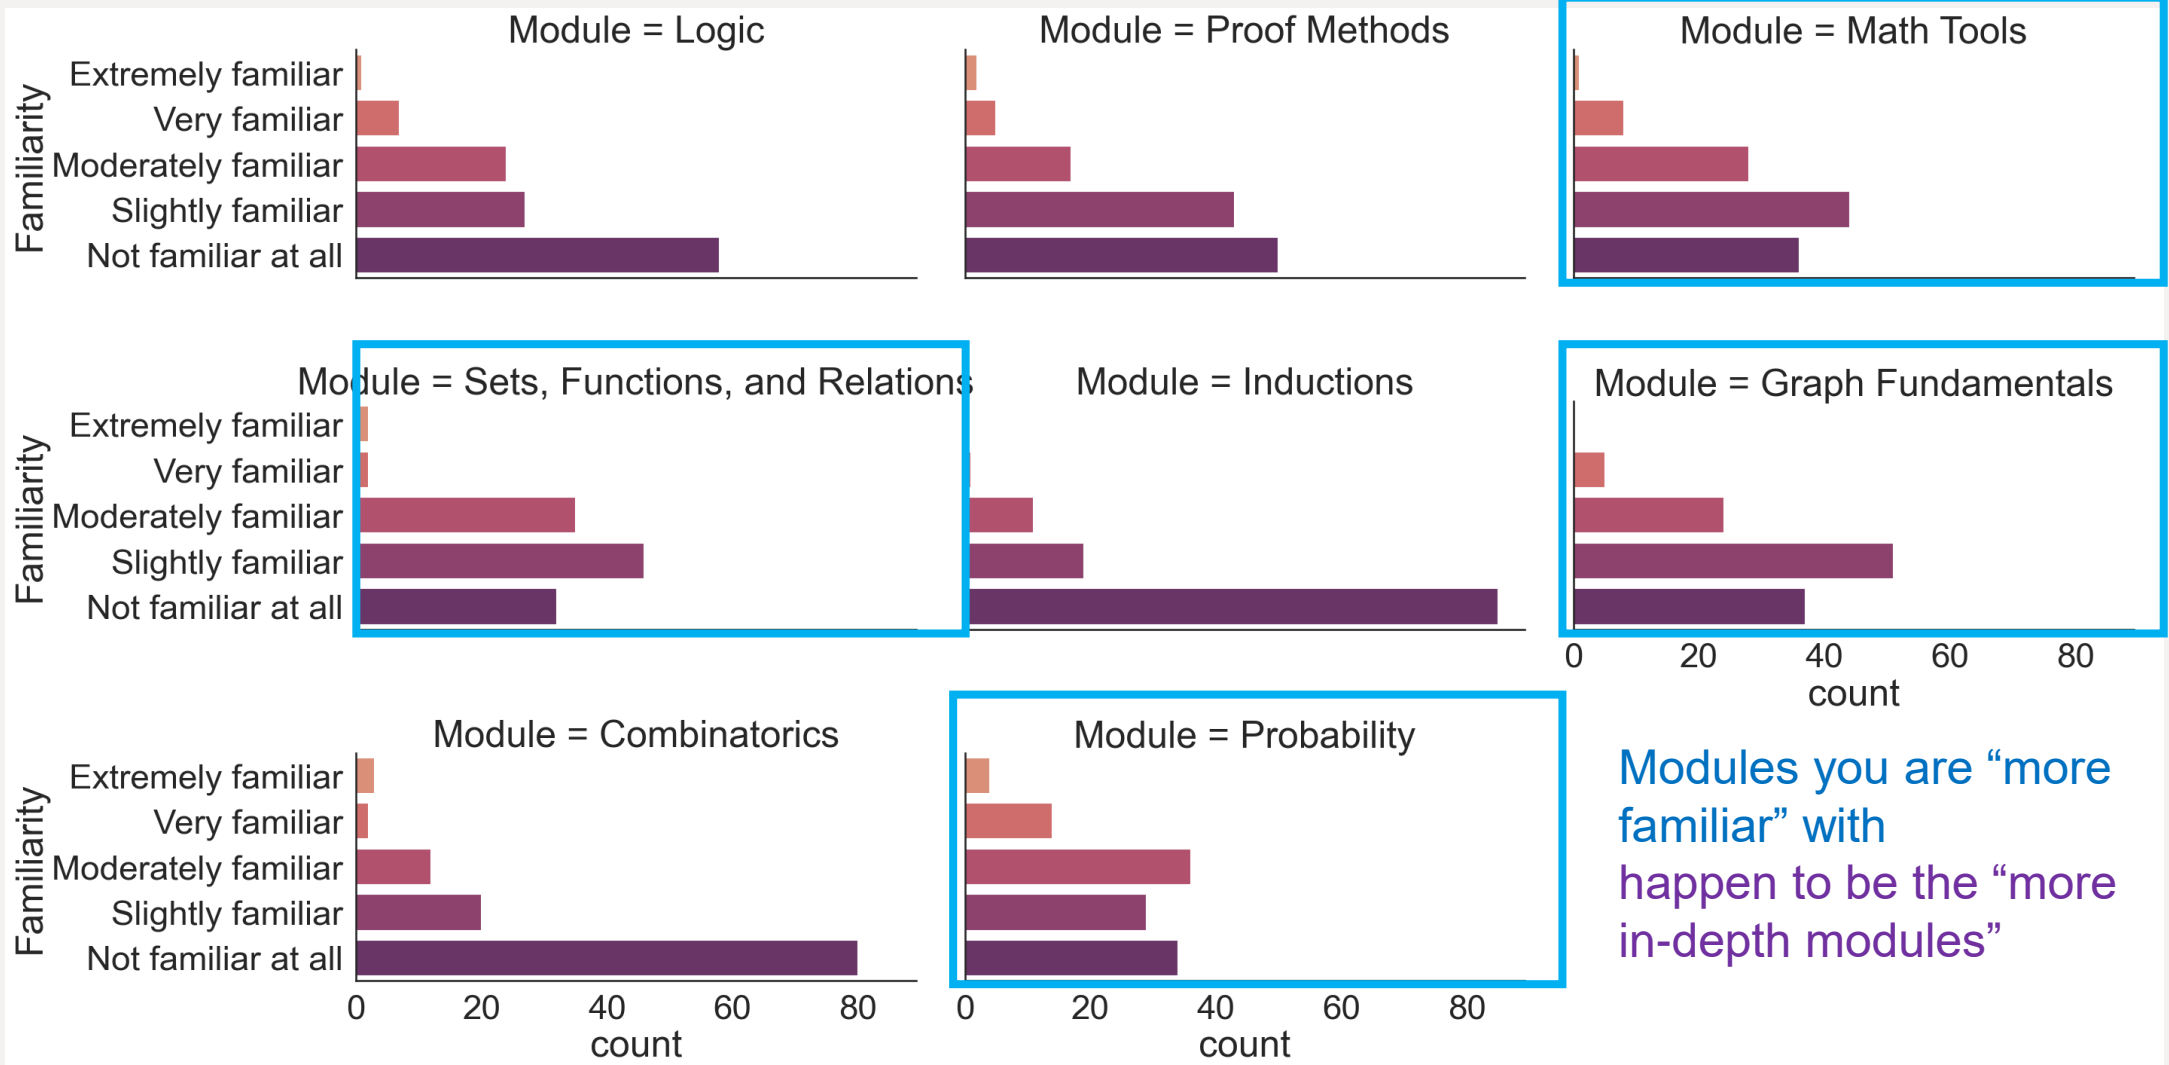 Module = Logic
Module = Proof Methods
Module = Math Tools
Familiarity
Extremely familiar
Very familiar
Moderately familiar
Slightly familiar
Not familiar at all
Module = Sets, Functions, and Relations
Module = Inductions
Module = Graph Fundamentals
Familiarity
Extremely familiar
Very familiar
Moderately familiar
Slightly familiar
Not familiar at all
0 20 40 60 80
count
Module = Combinatorics
Module = Probability
Familiarity
Extremely familiar
Very familiar
Moderately familiar
Slightly familiar
Not familiar at all
0 20 40 60 80
count
0 20 40 60 80
count
Modules you are “more
familiar” with
happen to be the “more
in-depth modules”